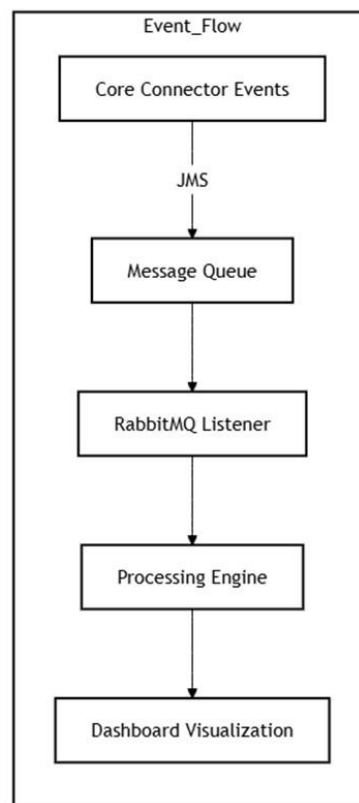 Event_Flow
Core Connector Events
JMS
Message Queue
RabbitMQ Listener
Processing Engine
Dashboard Visualization